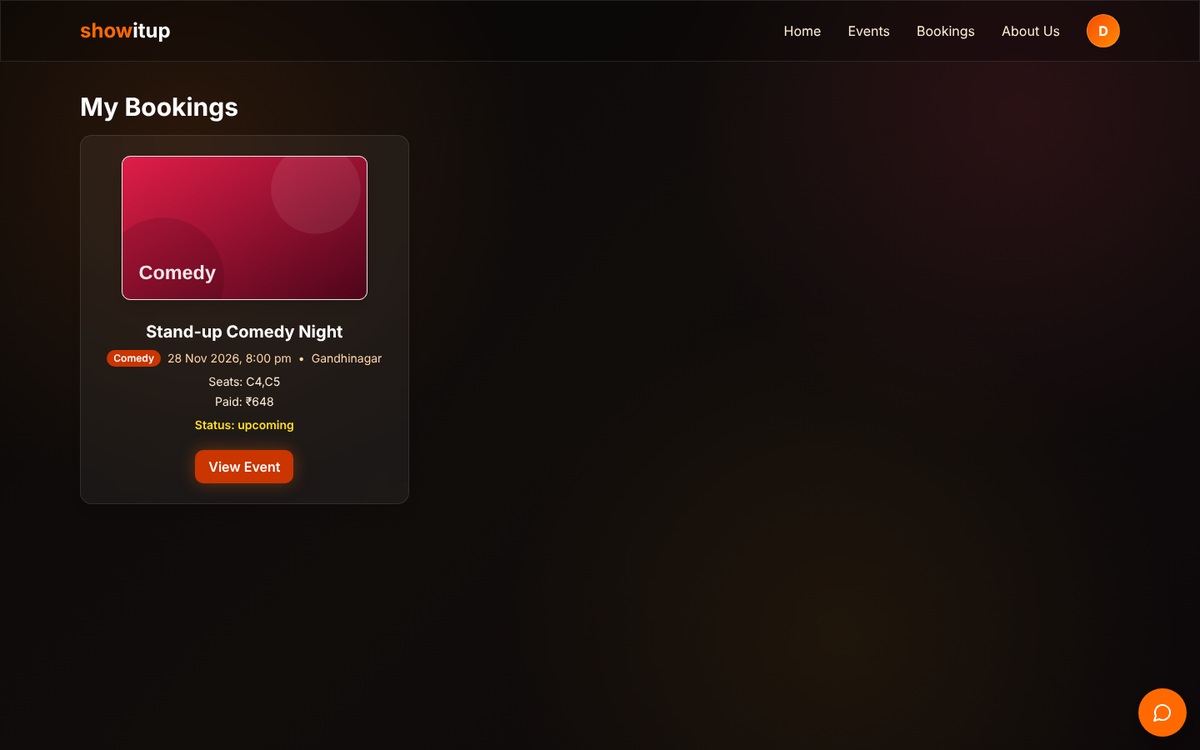 showitup
Home Events Bookings About Us D
My Bookings
Comedy
Stand-up Comedy Night
Comedy 28 Nov 2026, 8:00 pm • Gandhinagar
Seats: C4,C5
Paid: ₹648
Status: upcoming
View Event